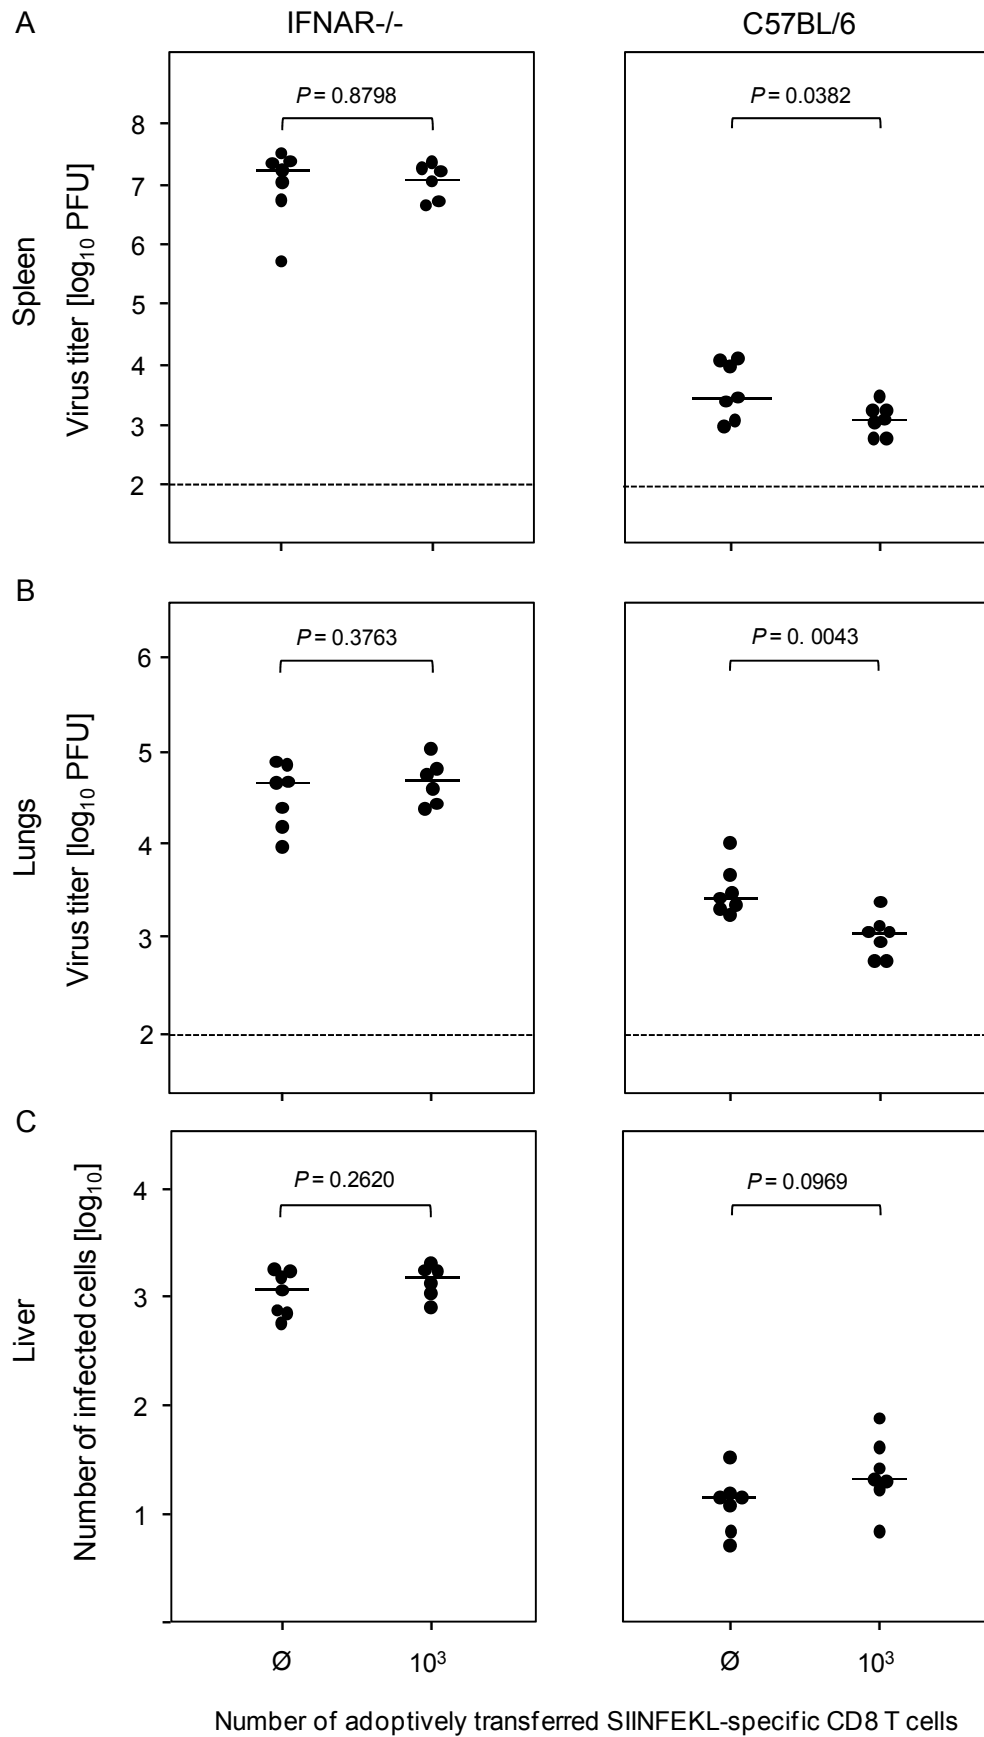 A
IFNAR-/-
C57BL/6
Spleen
Virus titer [log10 PFU]
8
7
6
5
4
3
2
P = 0.8798
P = 0.0382
B
Lungs
Virus titer [log10 PFU]
6
5
4
3
2
P = 0.3763
P = 0. 0043
C
Liver
Number of infected cells [log10]
4
3
2
1
P = 0.2620
P = 0.0969
Ø 10³ Ø 10³
Number of adoptively transferred SIINFEKL-specific CD8 T cells